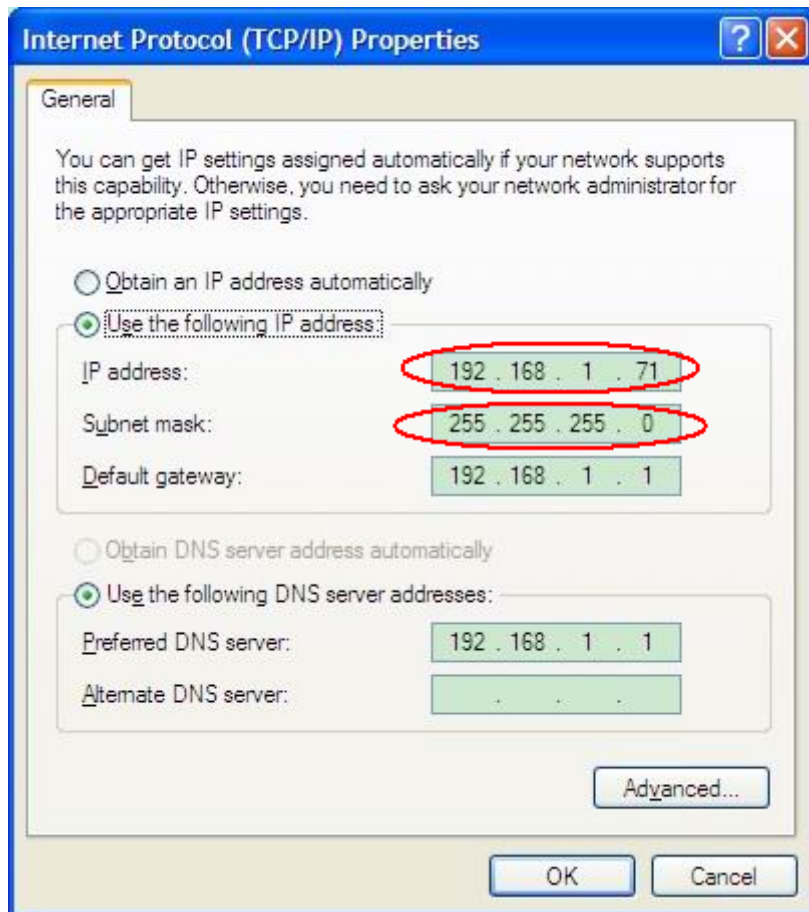 Internet Protocol (TCP/IP) Properties
General
You can get IP settings assigned automatically if your network supports
this capability. Otherwise, you need to ask your network administrator for
the appropriate IP settings.
Obtain an IP address automatically
Use the following IP address:
IP address: 192 . 168 . 1 . 71
Subnet mask: 255 . 255 . 255 . 0
Default gateway: 192 . 168 . 1 . 1
Obtain DNS server address automatically
Use the following DNS server addresses:
Preferred DNS server: 192 . 168 . 1 . 1
Alternate DNS server: . . .
Advanced...
OK Cancel